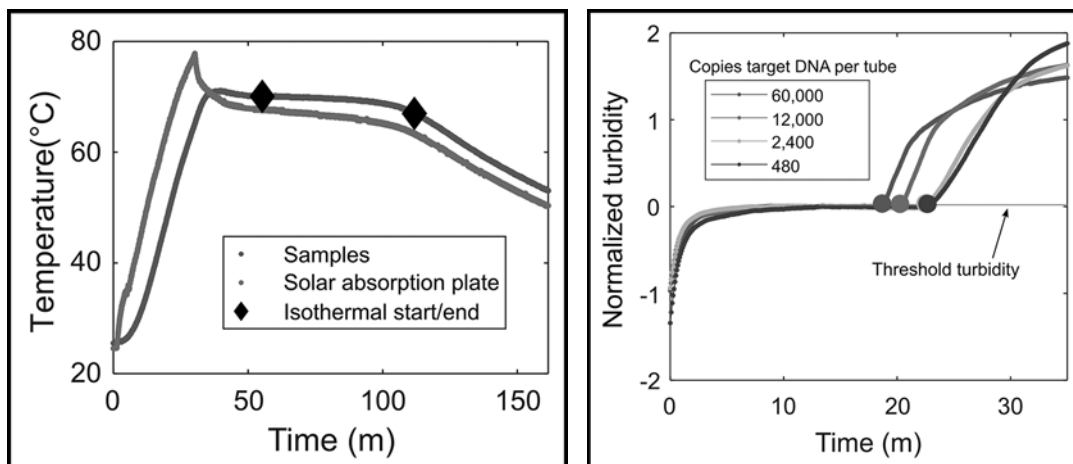 80
60
40
20
Temperature(°C)
Samples
Solar absorption plate
Isothermal start/end
0
50
100
150
Time (m)
2
1
0
-1
-2
Normalized turbidity
Copies target DNA per tube
60,000
12,000
2,400
480
Threshold turbidity
0
10
20
30
Time (m)